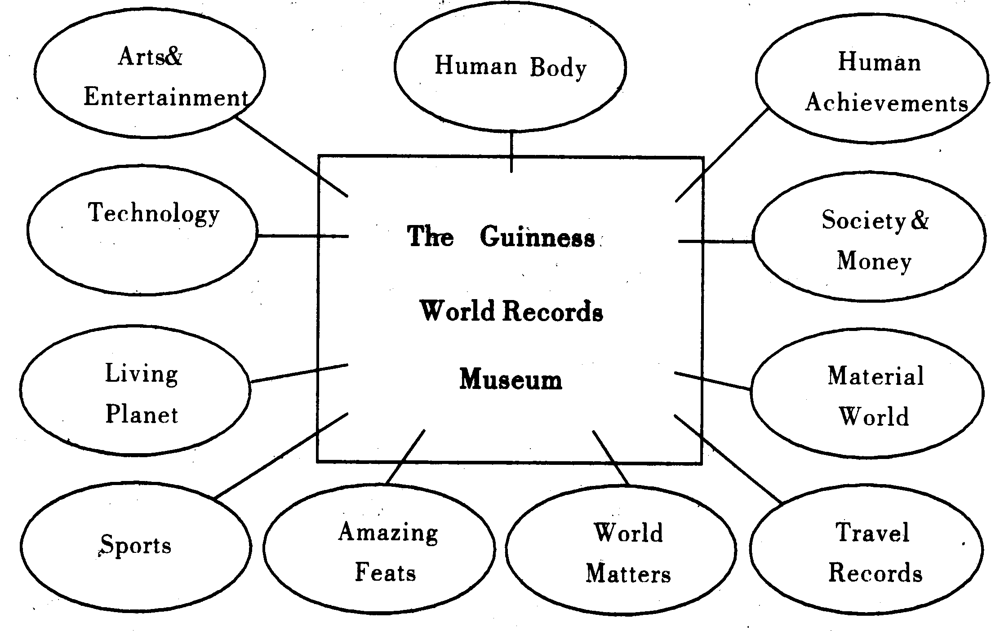 Arts&
Entertainment
Human Body
Human
Achievements
Technology
Society &
Money
The Guinness
World Records
Museum
Living
Planet
Material
World
Sports
Amazing
Feats
World
Matters
Travel
Records